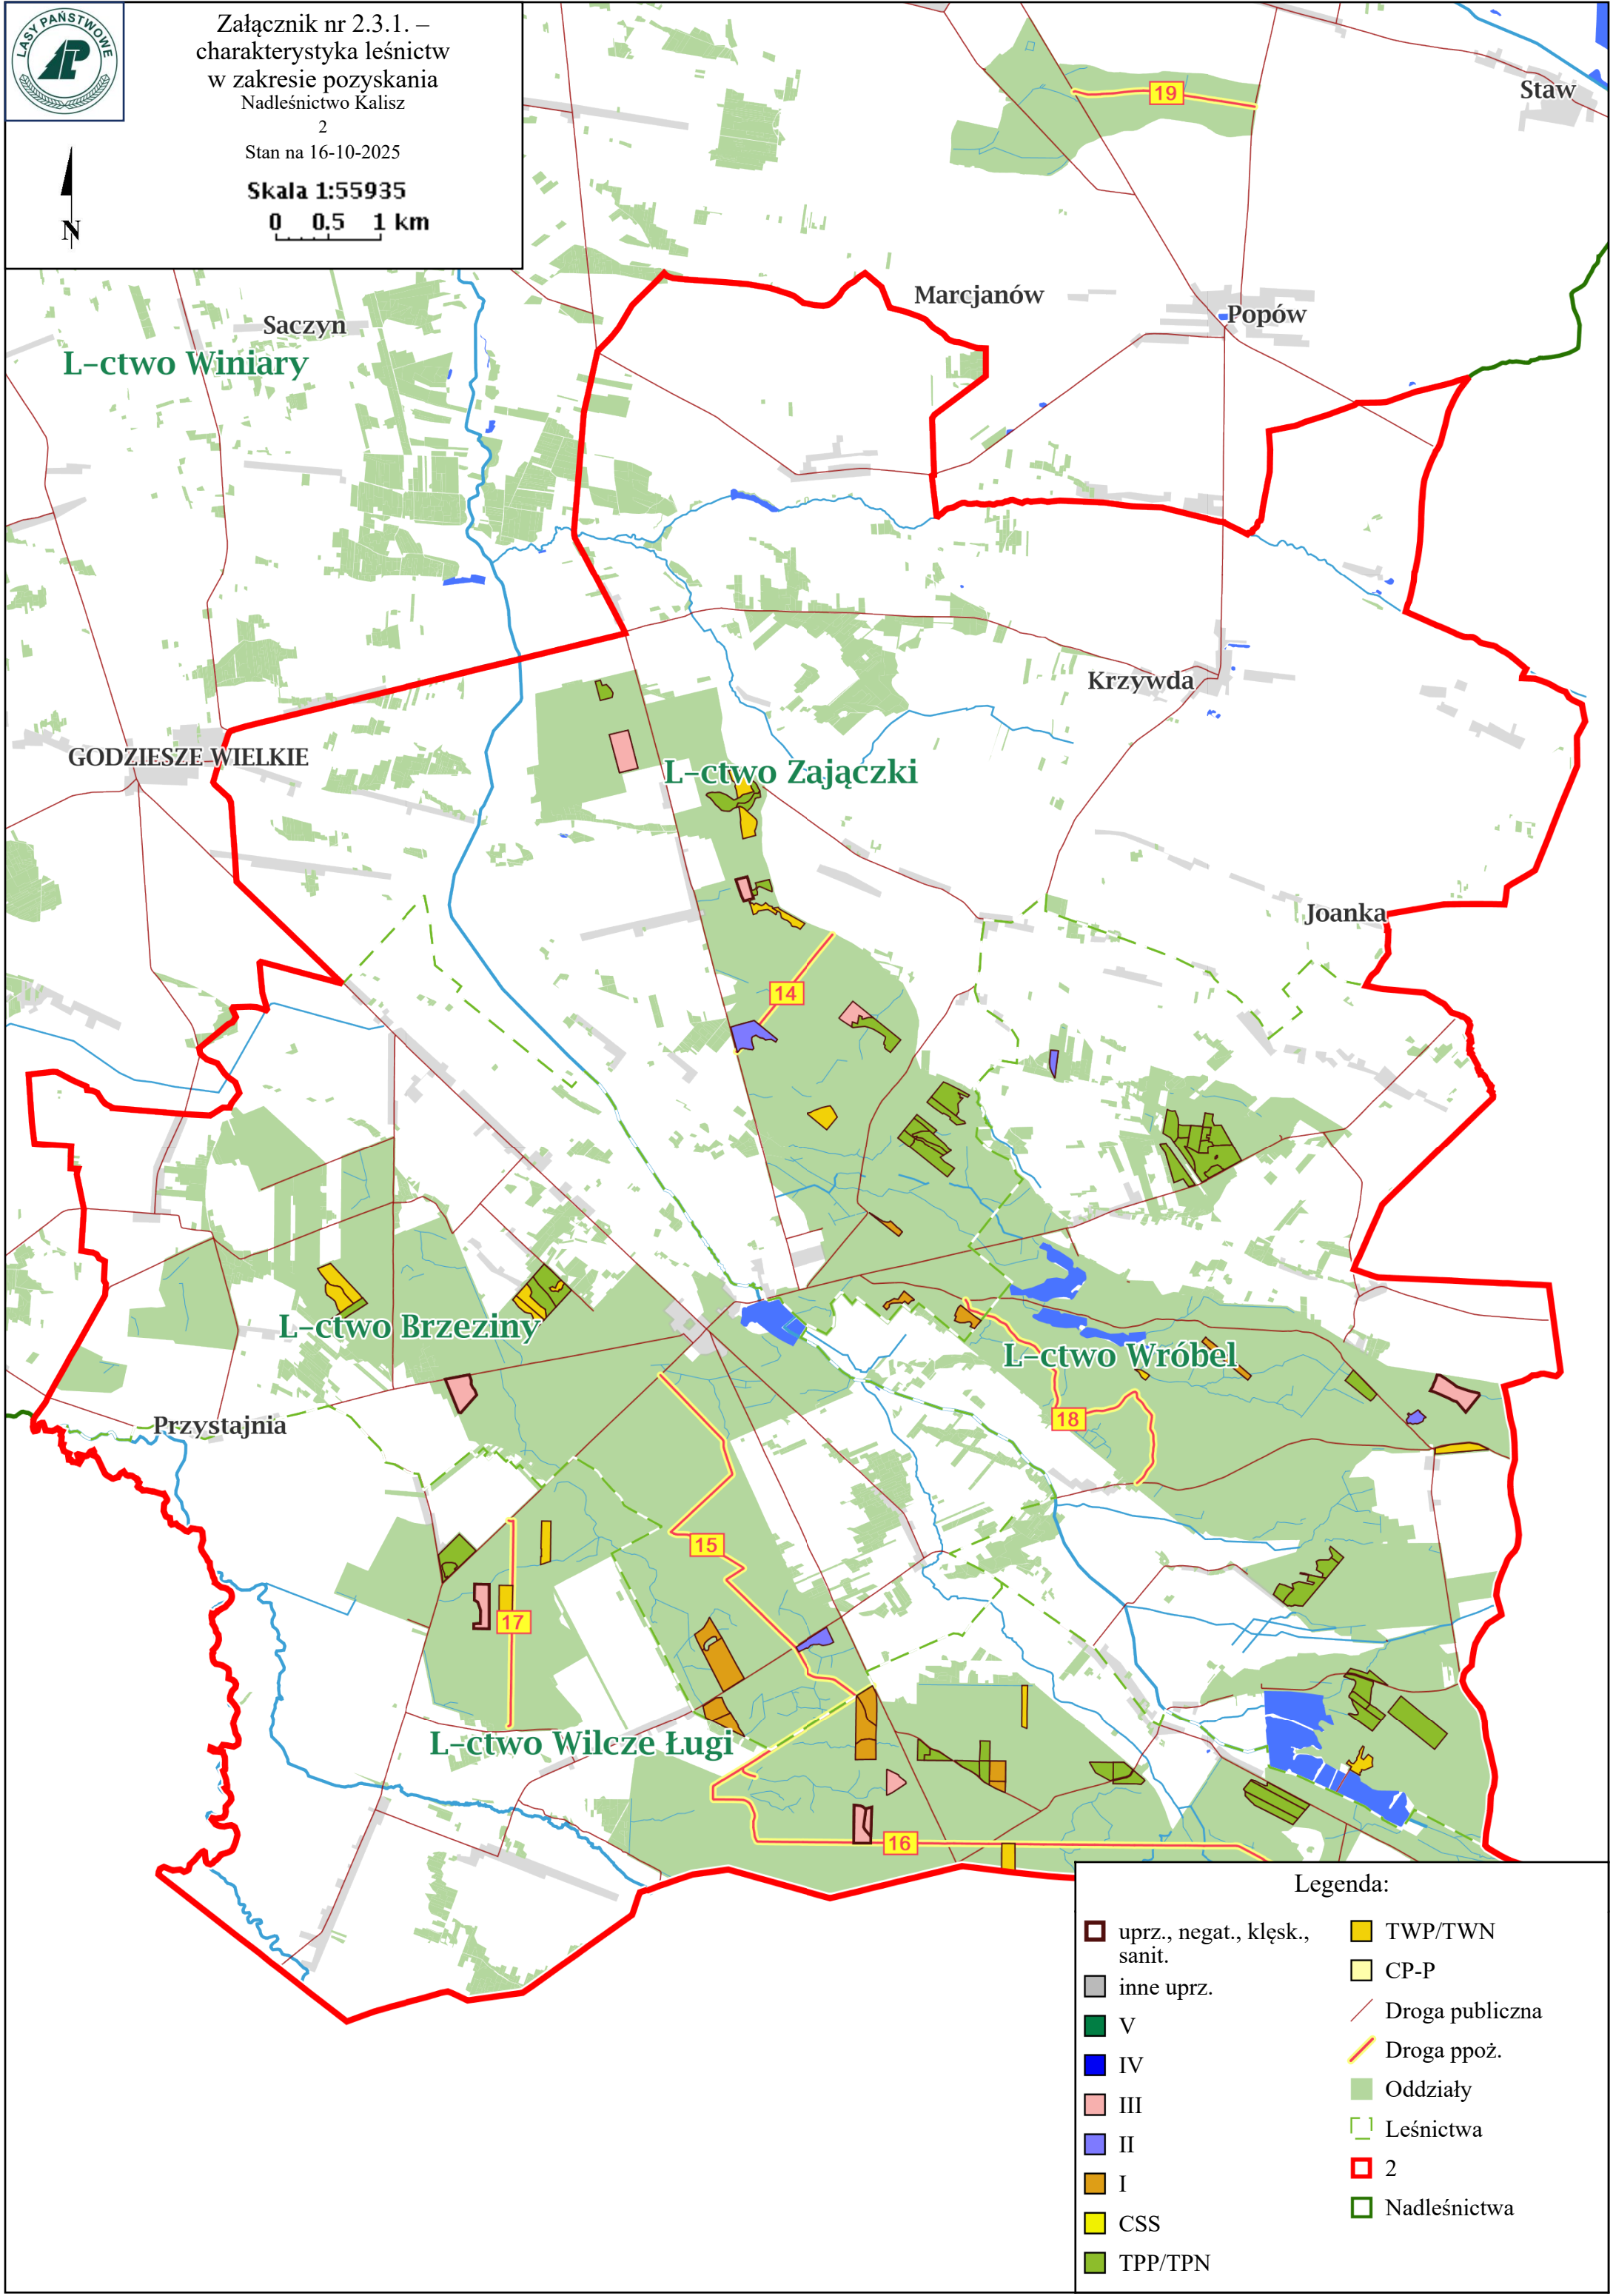 LASY PAŃSTWOWE
Załącznik nr 2.3.1. –
charakterystyka leśnictw
w zakresie pozyskania
Nadleśnictwo Kalisz
2
Stan na 16-10-2025
Skala 1:55935
0 0.5 1 km
N
19
Staw
Marcjanów
Popów
Saczyn
L-ctwo Winiary
Krzywda
GODZIESZE WIELKIE
L-ctwo Zajączki
Joanka
14
L-ctwo Brzeziny
L-ctwo Wróbel
18
Przystajnia
15
17
L-ctwo Wilcze Ługi
16
Legenda:
uprz., negat., klęsk.,
sanit.
inne uprz.
V
IV
III
II
I
CSS
TPP/TPN
TWP/TWN
CP-P
Droga publiczna
Droga ppoż.
Oddziały
Leśnictwa
2
Nadleśnictwa